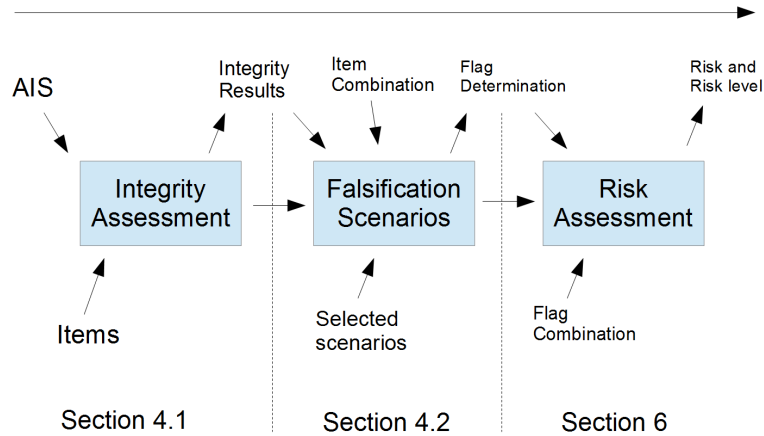 AIS
Integrity
Results
Item
Combination
Flag
Determination
Risk and
Risk level
Integrity
Assessment
Falsification
Scenarios
Risk
Assessment
Items
Selected
scenarios
Flag
Combination
Section 4.1
Section 4.2
Section 6